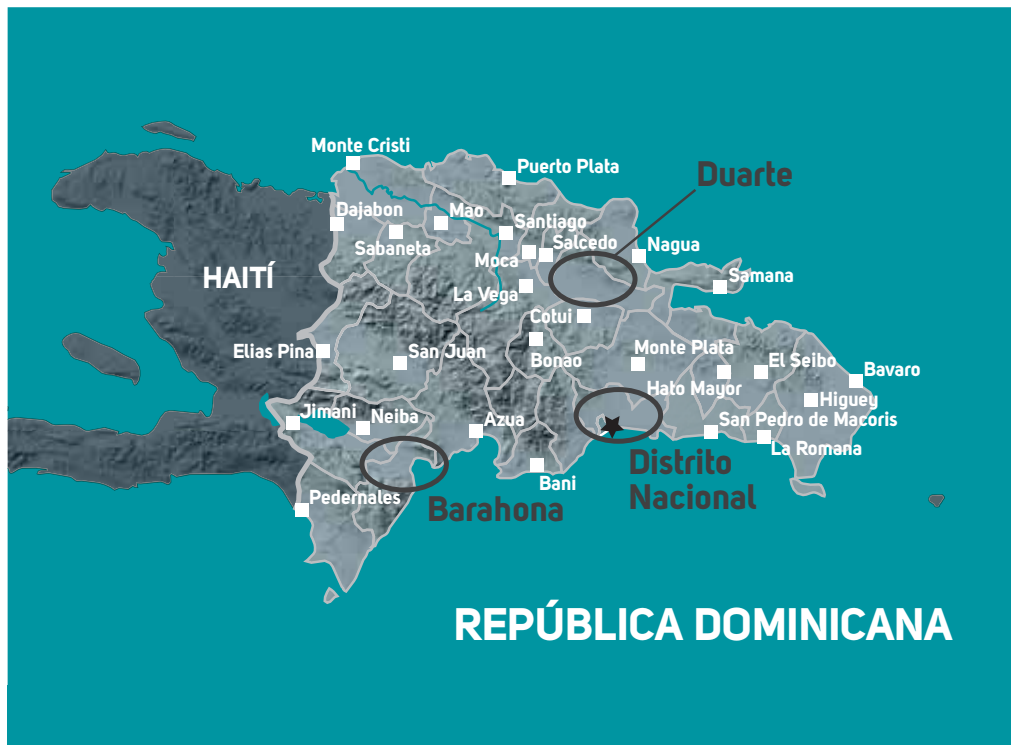 Monte Cristi
Puerto Plata
Duarte
Dajabon
Mao
Santiago
Sabaneta
Salcedo
Moca
Nagua
HAITÍ
Samana
La Vega
Cotui
Elias Pina
San Juan
Bonao
Monte Plata
El Seibo
Bavaro
Hato Mayor
Higuey
Jimani
Neiba
Azua
San Pedro de Macoris
La Romana
Distrito
Nacional
Bani
Pedernales
Barahona
REPÚBLICA DOMINICANA